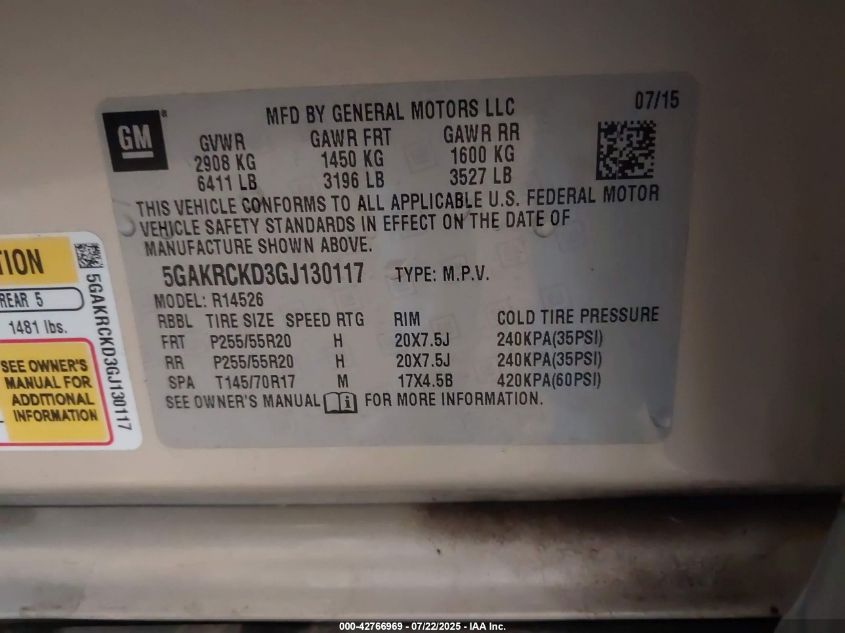 GM
MFD BY GENERAL MOTORS LLC
07/15
GVWR GAWR FRT GAWR RR
2908 KG 1450 KG 1600 KG
6411 LB 3196 LB 3527 LB
THIS VEHICLE CONFORMS TO ALL APPLICABLE U.S. FEDERAL MOTOR
VEHICLE SAFETY STANDARDS IN EFFECT ON THE DATE OF
MANUFACTURE SHOWN ABOVE.
5GAKRCKD3GJ130117 TYPE: M.P.V.
MODEL: R14526
RBBL TIRE SIZE SPEED RTG RIM COLD TIRE PRESSURE
FRT P255/55R20 H 20X7.5J 240KPA(35PSI)
RR P255/55R20 H 20X7.5J 240KPA(35PSI)
SPA T145/70R17 M 17X4.5B 420KPA(60PSI)
SEE OWNER'S MANUAL FOR MORE INFORMATION.
REAR 5
1481 lbs.
SEE OWNER'S
MANUAL FOR
ADDITIONAL
INFORMATION
5GAKRCKD3GJ130117
000-42766969 - 07/22/2025 - IAA Inc.